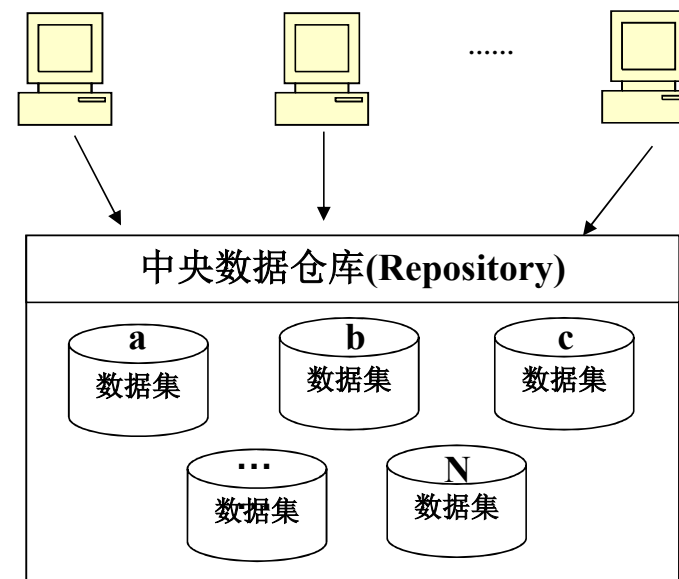 ......
中央数据仓库(Repository)
a
数据集
b
数据集
c
数据集
...
数据集
N
数据集